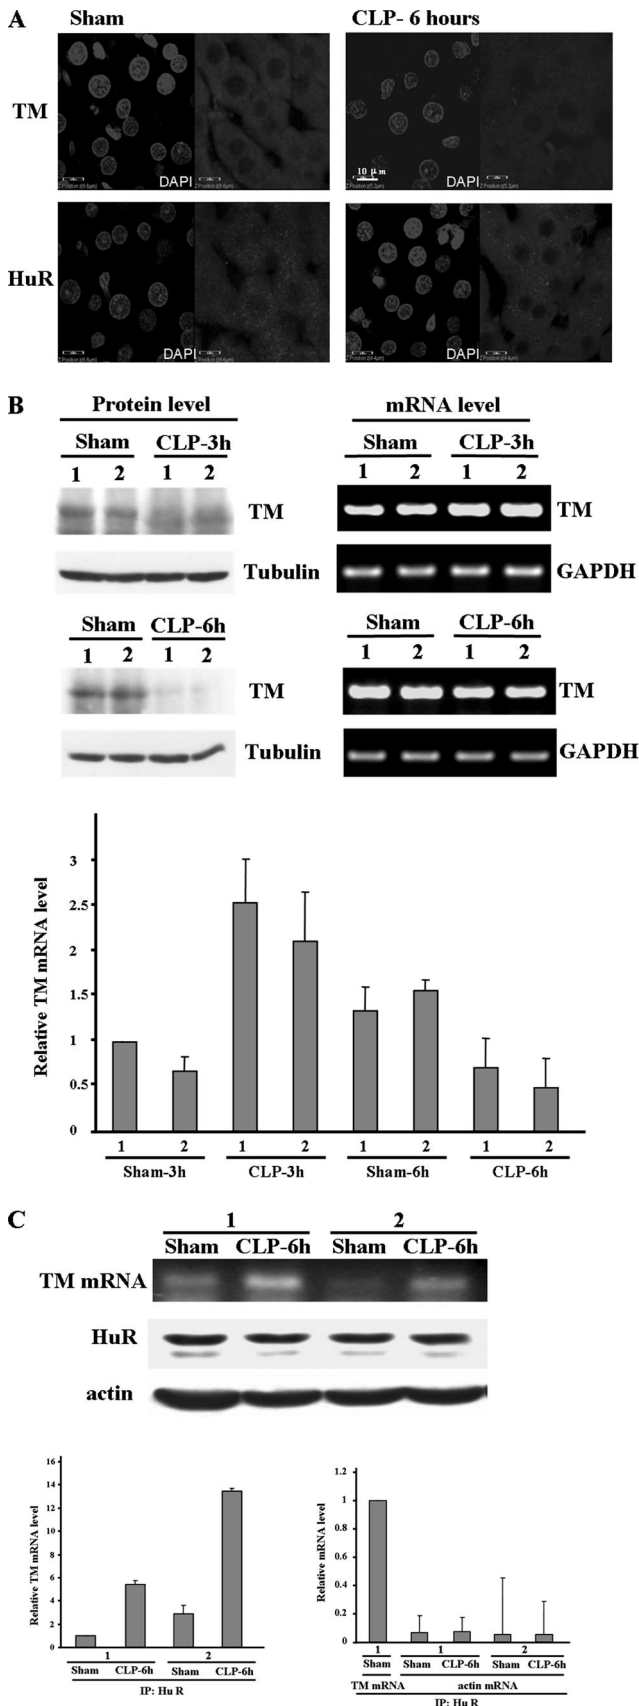 A
Sham
CLP- 6 hours
TM
10 μm
DAPI
DAPI
HuR
DAPI
DAPI
B
Protein level
mRNA level
Sham CLP-3h
Sham CLP-3h
1 2 1 2
1 2 1 2
TM
TM
Tubulin
GAPDH
Sham CLP-6h
Sham CLP-6h
1 2 1 2
1 2 1 2
TM
TM
Tubulin
GAPDH
Relative TM mRNA level
3
2.5
2
1.5
1
0.5
0
1 2 1 2 1 2 1 2
Sham-3h CLP-3h Sham-6h CLP-6h
C
1 2
Sham CLP-6h Sham CLP-6h
TM mRNA
HuR
actin
Relative TM mRNA level
16
14
12
10
8
6
4
2
0
Sham CLP-6h Sham CLP-6h
1 2
IP: Hu R
Relative mRNA level
1.2
1
0.8
0.6
0.4
0.2
0
1 1 2
Sham Sham CLP-6h Sham CLP-6h
TM mRNA actin mRNA
IP: Hu R